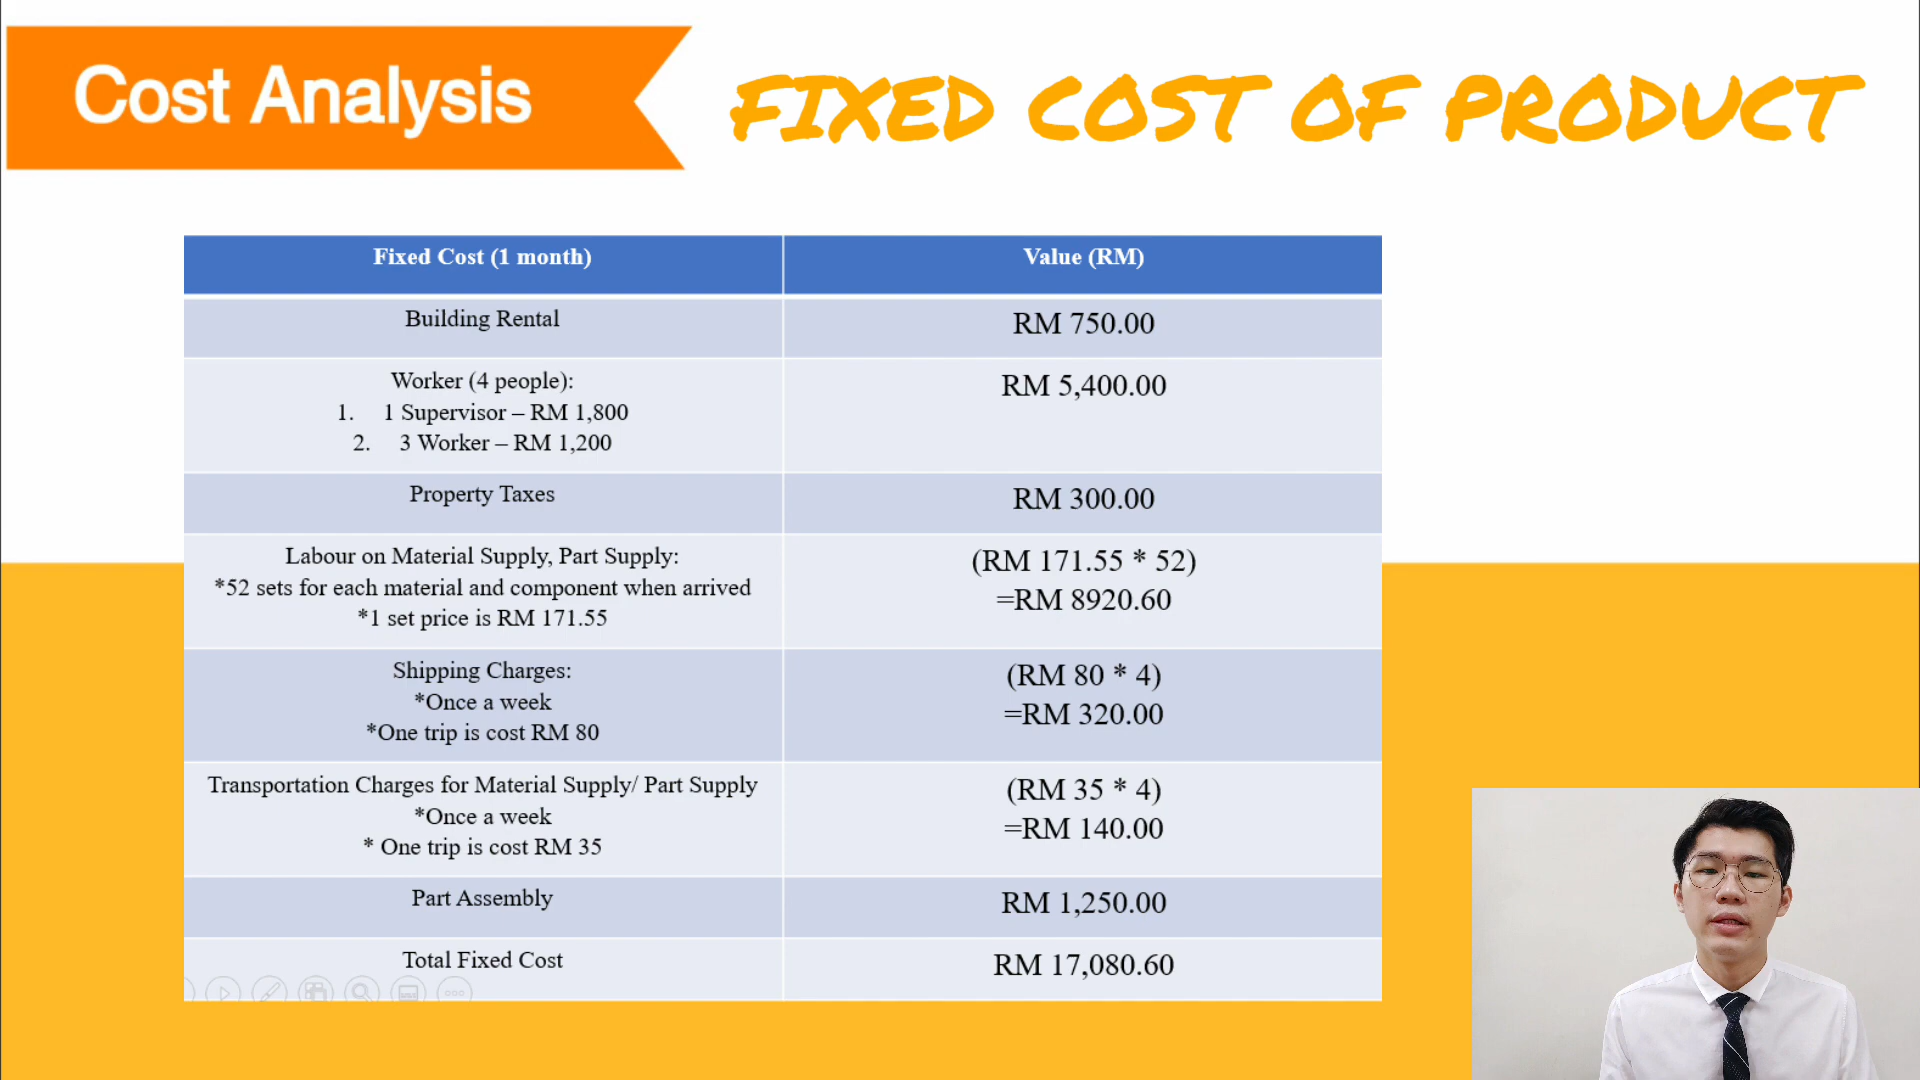 Cost Analysis
FIXED COST OF PRODUCT
Fixed Cost (1 month)
Value (RM)
Building Rental
RM 750.00
Worker (4 people):
1. 1 Supervisor – RM 1,800
2. 3 Worker – RM 1,200
RM 5,400.00
Property Taxes
RM 300.00
Labour on Material Supply, Part Supply:
*52 sets for each material and component when arrived
*1 set price is RM 171.55
(RM 171.55 * 52)
=RM 8920.60
Shipping Charges:
*Once a week
*One trip is cost RM 80
(RM 80 * 4)
=RM 320.00
Transportation Charges for Material Supply/ Part Supply
*Once a week
* One trip is cost RM 35
(RM 35 * 4)
=RM 140.00
Part Assembly
RM 1,250.00
Total Fixed Cost
RM 17,080.60